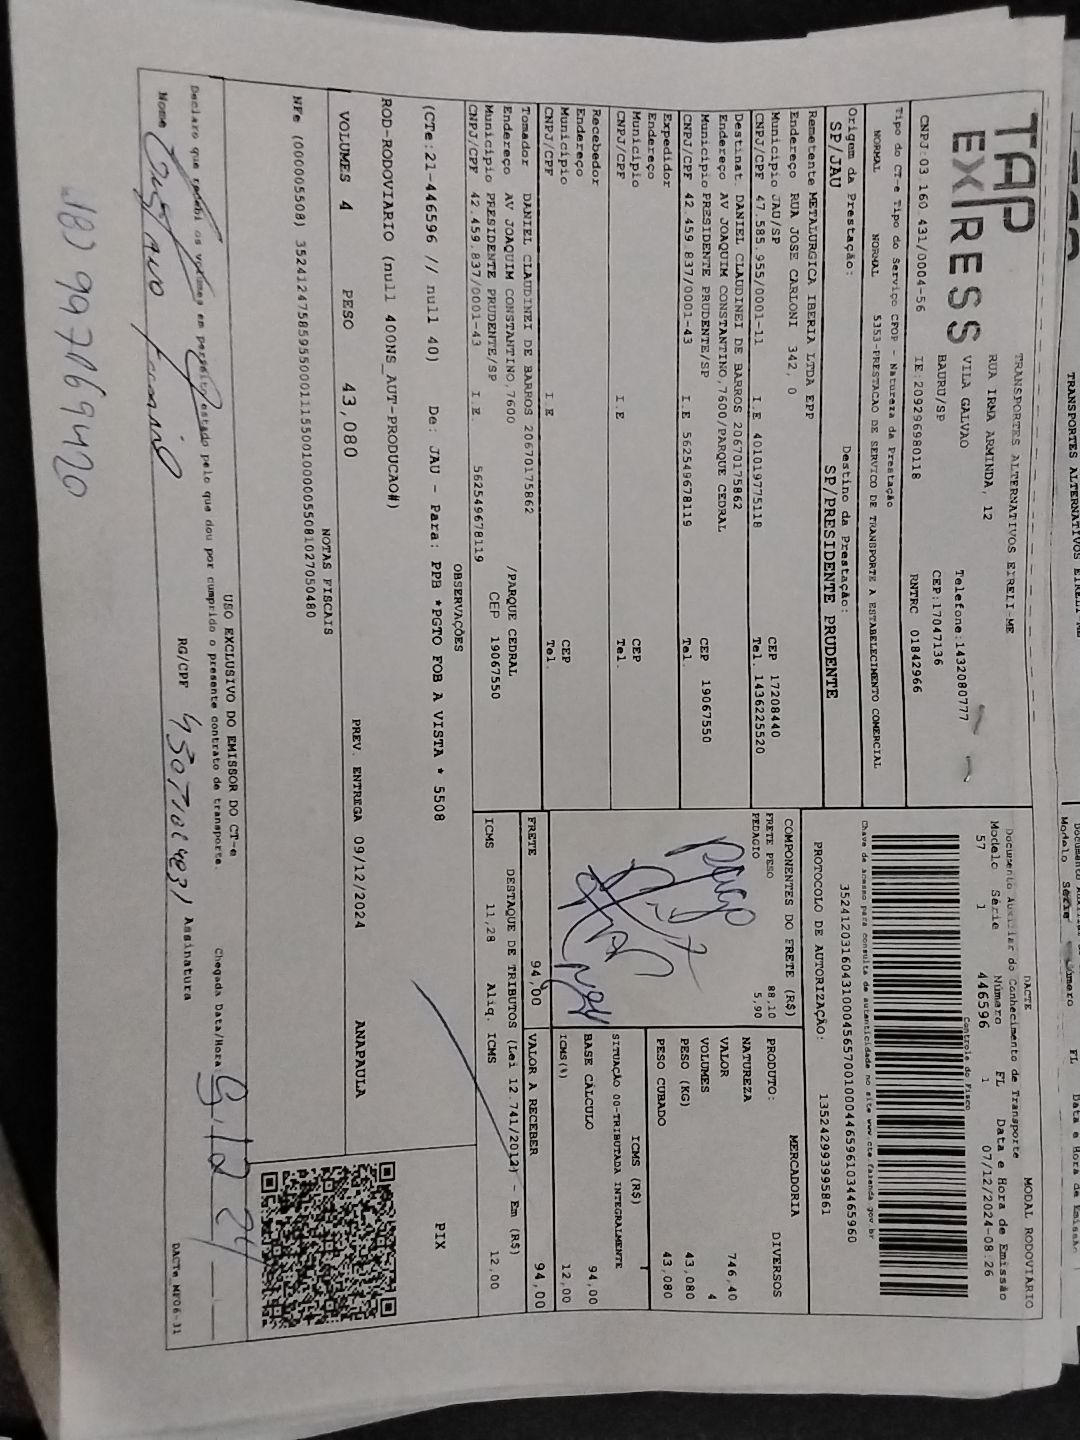 TAP
EXPRESS
TRANSPORTES ALTERNATIVOS EIRELI-ME
RUA IRMA ARMINDA, 12
VILA GALVAO
Telefone:1432080777
BAURU/SP
CEP:17047136
CNPJ:03.160.431/0004-56
IE:209296980118
RNTRC 01842966
Tipo do CT-e Tipo do Serviço CFOP - Natureza da Prestação
NORMAL NORMAL 5353-PRESTACAO DE SERVICO DE TRANSPORTE A ESTABELECIMENTO COMERCIAL
Origem da Prestação: Destino da Prestação:
SP/JAU SP/PRESIDENTE PRUDENTE
DACTE MODAL RODOVIARIO
Documento Auxiliar do Conhecimento de Transporte
Modelo Série Número FL Data e Hora de Emissão
57 1 446596 1 07/12/2024-08:26
Controle do Fisco
Chave de acesso para consulta de autenticidade no site www.cte.fazenda.gov.br
35241203160431000456570010004465961034465960
PROTOCOLO DE AUTORIZAÇÃO: 135242993995861
Remetente METALURGICA IBERIA LTDA EPP
Endereço RUA JOSE CARLONI 342, 0
Município JAU/SP CEP 17208440
CNPJ/CPF 47.585.955/0001-11 I.E 401019775118 Tel. 1436225520
Destinat. DANIEL CLAUDINEI DE BARROS 20670175862
Endereço AV JOAQUIM CONSTANTINO,7600/PARQUE CEDRAL
Município PRESIDENTE PRUDENTE/SP CEP 19067550
CNPJ/CPF 42.459.837/0001-43 I.E 562549678119 Tel.
Expedidor
Endereço
Município CEP
CNPJ/CPF I.E Tel.
Recebedor
Endereço
Município CEP
CNPJ/CPF I.E Tel.
Tomador DANIEL CLAUDINEI DE BARROS 20670175862
Endereço AV JOAQUIM CONSTANTINO,7600 /PARQUE CEDRAL
Município PRESIDENTE PRUDENTE/SP CEP 19067550
CNPJ/CPF 42.459.837/0001-43 I.E. 562549678119
COMPONENTES DO FRETE (R$)
FRETE PESO 88,10
PEDAGIO 5,90
Pago
FRETE 94,00
MERCADORIA
PRODUTO: DIVERSOS
NATUREZA
VALOR 746,40
VOLUMES 4
PESO (KG) 43,080
PESO CUBADO 43,080
ICMS (R$)
SITUAÇÃO 00-TRIBUTADA INTEGRALMENTE
BASE CÁLCULO 94,00
ICMS(%) 12,00
VALOR A RECEBER 94,00
DESTAQUE DE TRIBUTOS (Lei 12.741/2012) - Em (R$)
ICMS 11,28 Aliq. ICMS 12,00
OBSERVAÇÕES
(CTe:21-446596 // null 40) De: JAU - Para: PPB *PGTO FOB A VISTA * 5508
ROD-RODOVIARIO (null 400NS_AUT-PRODUCAO#)
PIX
VOLUMES 4 PESO 43,080 PREV. ENTREGA 09/12/2024 ANAPAULA
NOTAS FISCAIS
NFe (000005508) 35241247585955000111550010000055081027050480
USO EXCLUSIVO DO EMISSOR DO CT-e
Declaro que recebi os volumes em perfeito estado pelo que dou por cumprido o presente contrato de transporte. Chegada Data/Hora 9.12 24
Nome Gustavo RG/CPF Assinatura
DACTe_MF06-31
(18) 997169420